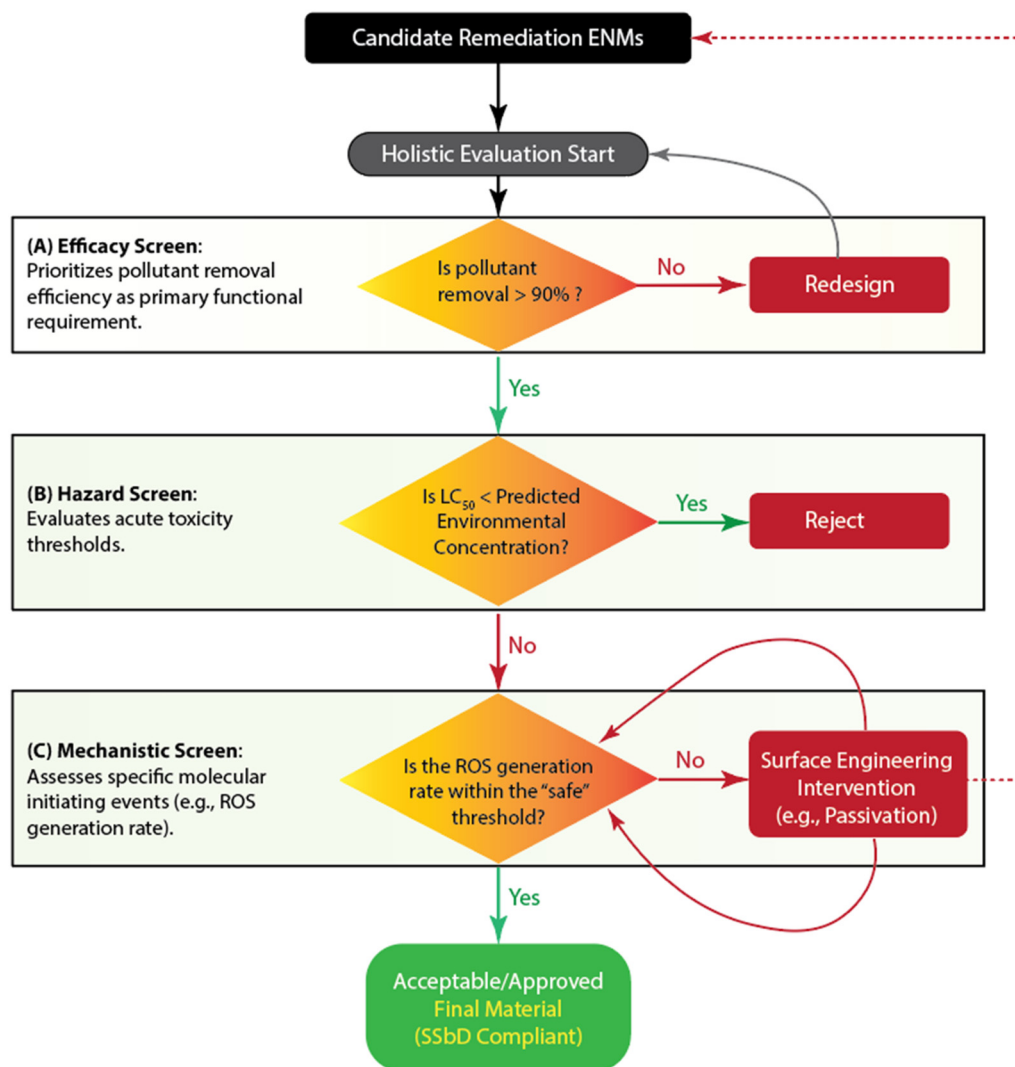 Candidate Remediation ENMs
Holistic Evaluation Start
(A) Efficacy Screen:
Prioritizes pollutant removal
efficiency as primary functional
requirement.
Is pollutant
removal > 90% ?
No
Redesign
Yes
(B) Hazard Screen:
Evaluates acute toxicity
thresholds.
Is LC50 < Predicted
Environmental
Concentration?
Yes
Reject
No
(C) Mechanistic Screen:
Assesses specific molecular
initiating events (e.g., ROS
generation rate).
Is the ROS generation
rate within the “safe”
threshold?
No
Surface Engineering
Intervention
(e.g., Passivation)
Yes
Acceptable/Approved
Final Material
(SSbD Compliant)